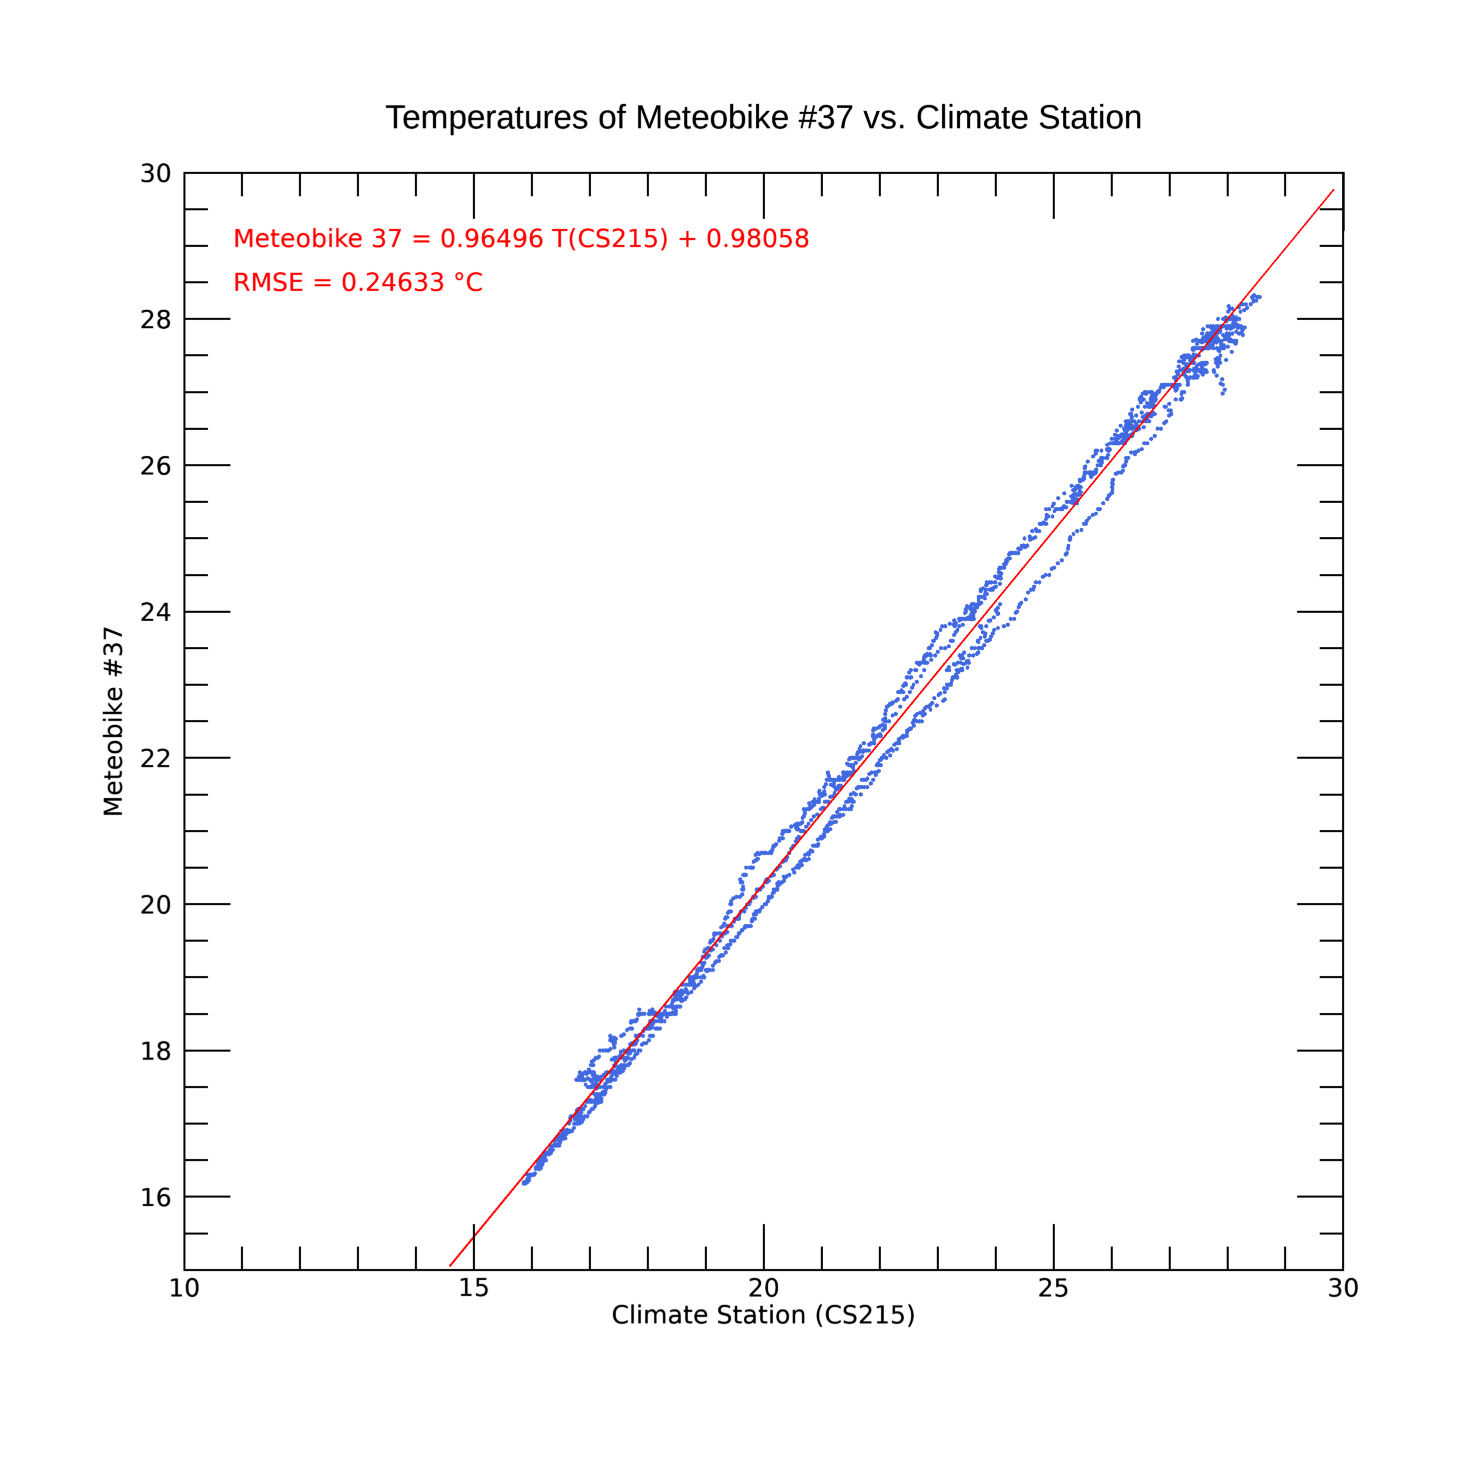 Temperatures of Meteobike #37 vs. Climate Station
30
Meteobike 37 = 0.96496 T(CS215) + 0.98058
RMSE = 0.24633 °C
28
26
24
Meteobike #37
22
20
18
16
10 15 20 25 30
Climate Station (CS215)